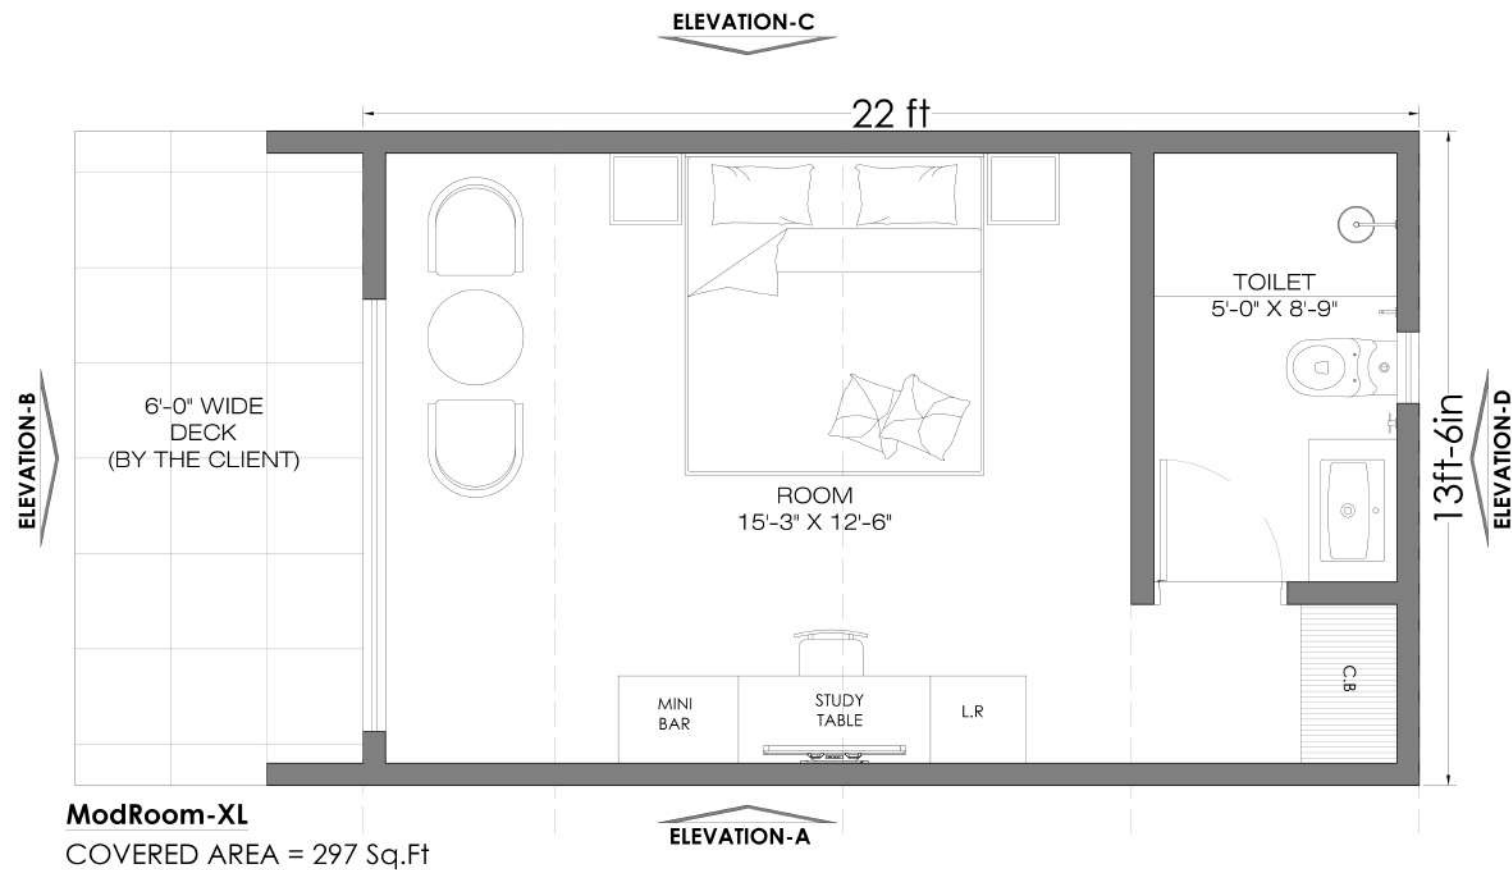 ELEVATION-C
22 ft
TOILET
5'-0" X 8'-9"
ELEVATION-B
6'-0" WIDE
DECK
(BY THE CLIENT)
13ft-6in
ELEVATION-D
ROOM
15'-3" X 12'-6"
MINI
BAR
STUDY
TABLE
L.R
C.B
ModRoom-XL
ELEVATION-A
COVERED AREA = 297 Sq.Ft